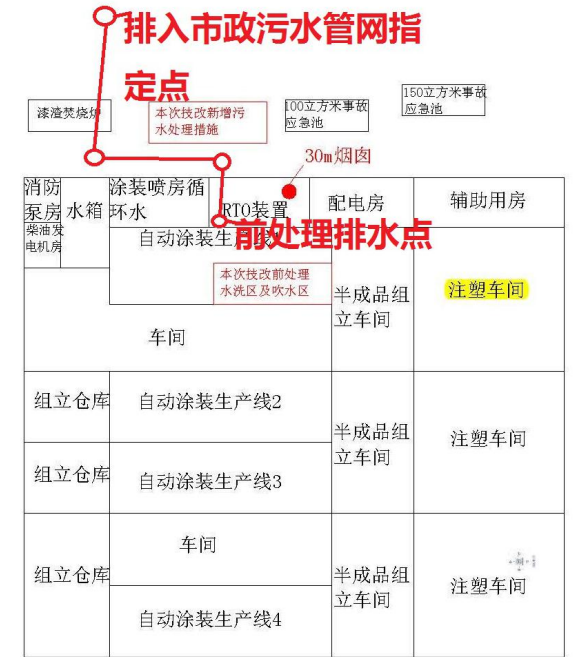 排入市政污水管网指
定点
150立方米事故
应急池
漆渣焚烧炉
本次技改新增污
水处理措施
100立方米事故
应急池
30m烟囱
消防
泵房
水箱
涂装喷房循
环水
RTO装置
配电房
辅助用房
柴油发
电机房
前处理排水点
自动涂装生产线
本次技改前处理
水洗区及吹水区
半成品组
立车间
注塑车间
车间
组立仓库
自动涂装生产线2
半成品组
立车间
注塑车间
组立仓库
自动涂装生产线3
车间
组立仓库
半成品组
立车间
注塑车间
自动涂装生产线4